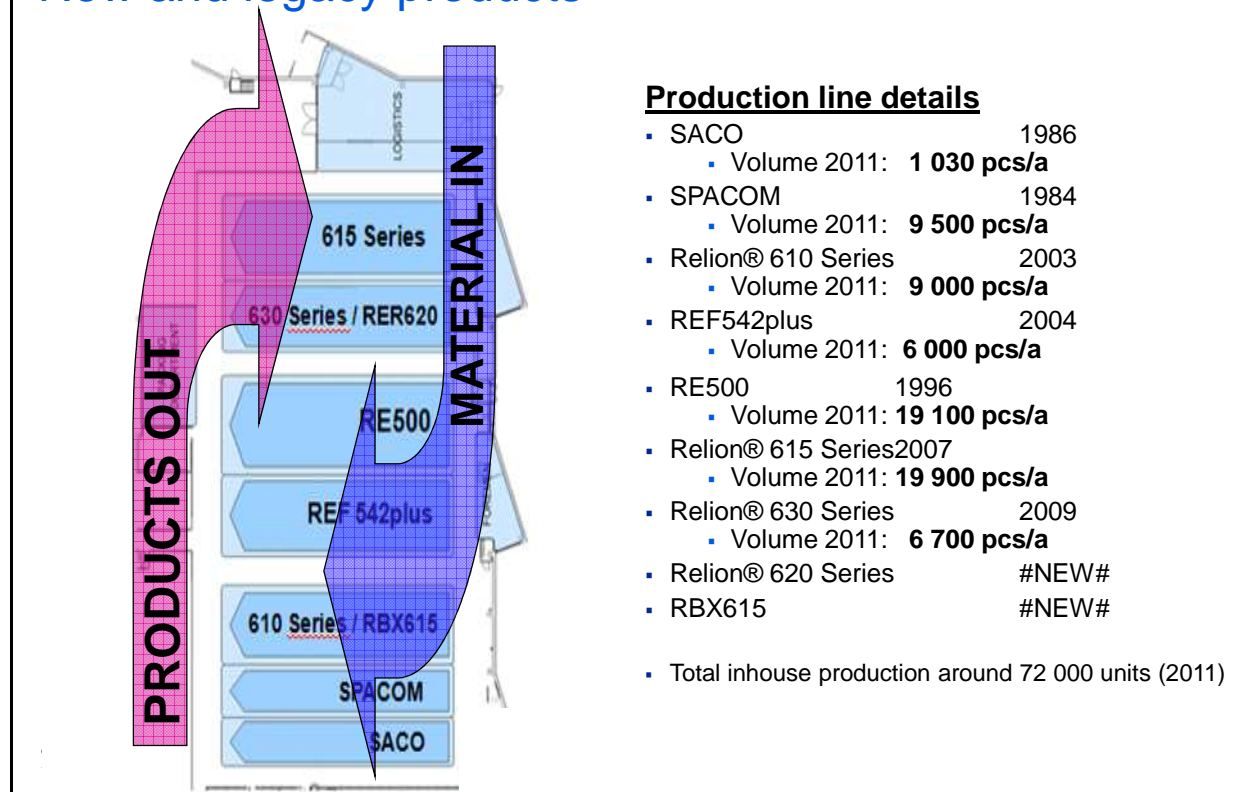 New and legacy products
LOGISTICS
615 Series
630 Series / RER620
RE500
REF 542plus
610 Series / RBX615
SPACOM
SACO
PRODUCTS OUT
MATERIAL IN
Production line details
▪ SACO 1986
▪ Volume 2011: 1 030 pcs/a
▪ SPACOM 1984
▪ Volume 2011: 9 500 pcs/a
▪ Relion® 610 Series 2003
▪ Volume 2011: 9 000 pcs/a
▪ REF542plus 2004
▪ Volume 2011: 6 000 pcs/a
▪ RE500 1996
▪ Volume 2011: 19 100 pcs/a
▪ Relion® 615 Series2007
▪ Volume 2011: 19 900 pcs/a
▪ Relion® 630 Series 2009
▪ Volume 2011: 6 700 pcs/a
▪ Relion® 620 Series #NEW#
▪ RBX615 #NEW#
▪ Total inhouse production around 72 000 units (2011)